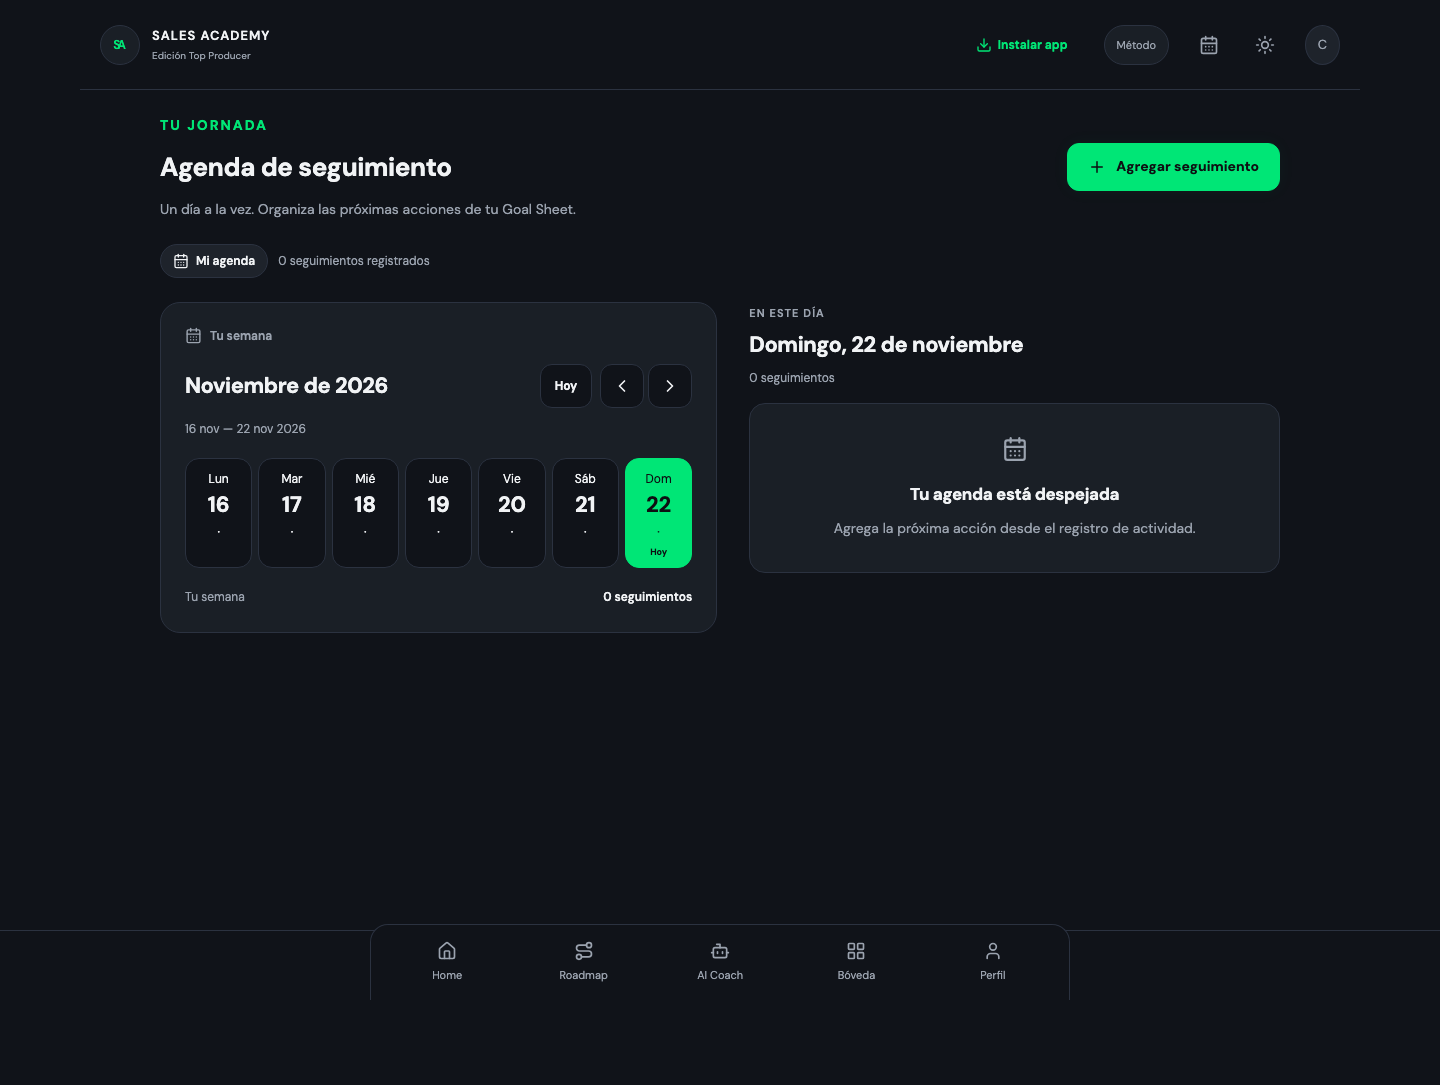 SA
SALES ACADEMY
Edición Top Producer
Instalar app
Método
C
TU JORNADA
Agenda de seguimiento
Un día a la vez. Organiza las próximas acciones de tu Goal Sheet.
Agregar seguimiento
Mi agenda
0 seguimientos registrados
Tu semana
Noviembre de 2026
Hoy
16 nov — 22 nov 2026
Lun Mar Mié Jue Vie Sáb Dom
16 17 18 19 20 21 22
· · · · · · ·
Hoy
Tu semana
0 seguimientos
EN ESTE DÍA
Domingo, 22 de noviembre
0 seguimientos
Tu agenda está despejada
Agrega la próxima acción desde el registro de actividad.
Home
Roadmap
AI Coach
Bóveda
Perfil